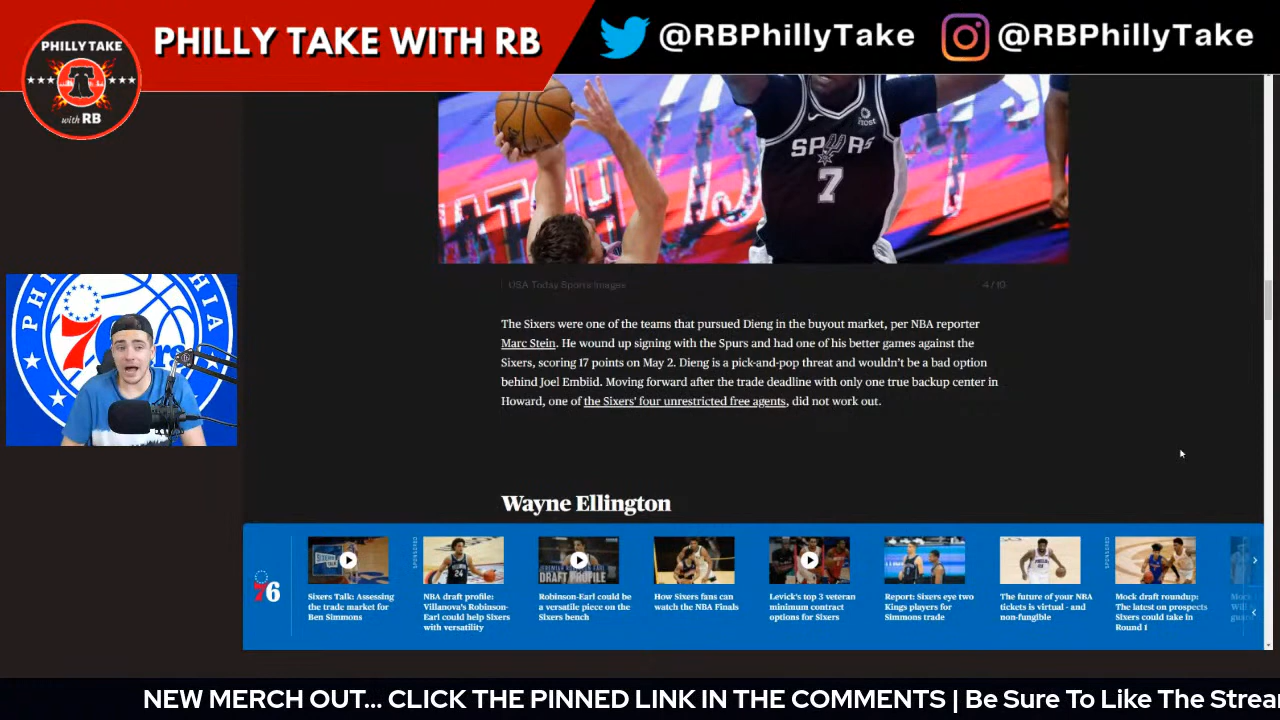 PHILLY TAKE WITH RB
@RBPhillyTake
@RBPhillyTake
PHILLY TAKE
with RB
SPURS
7
USA Today Sports Images
4 / 10
The Sixers were one of the teams that pursued Dieng in the buyout market, per NBA reporter
Marc Stein. He wound up signing with the Spurs and had one of his better games against the
Sixers, scoring 17 points on May 2. Dieng is a pick-and-pop threat and wouldn't be a bad option
behind Joel Embiid. Moving forward after the trade deadline with only one true backup center in
Howard, one of the Sixers' four unrestricted free agents, did not work out.
Wayne Ellington
76
Sixers Talk: Assessing
the trade market for
Ben Simmons
SPONSORED
NBA draft profile:
Villanova's Robinson-
Earl could help Sixers
with versatility
DRAFT PROFILE
Robinson-Earl could be
a versatile piece on the
Sixers bench
How Sixers fans can
watch the NBA Finals
Levick's top 3 veteran
minimum contract
options for Sixers
Report: Sixers eye two
Kings players for
Simmons trade
The future of your NBA
tickets is virtual - and
non-fungible
SPONSORED
Mock draft roundup:
The latest on prospects
Sixers could take in
Round 1
NEW MERCH OUT... CLICK THE PINNED LINK IN THE COMMENTS | Be Sure To Like The Strea